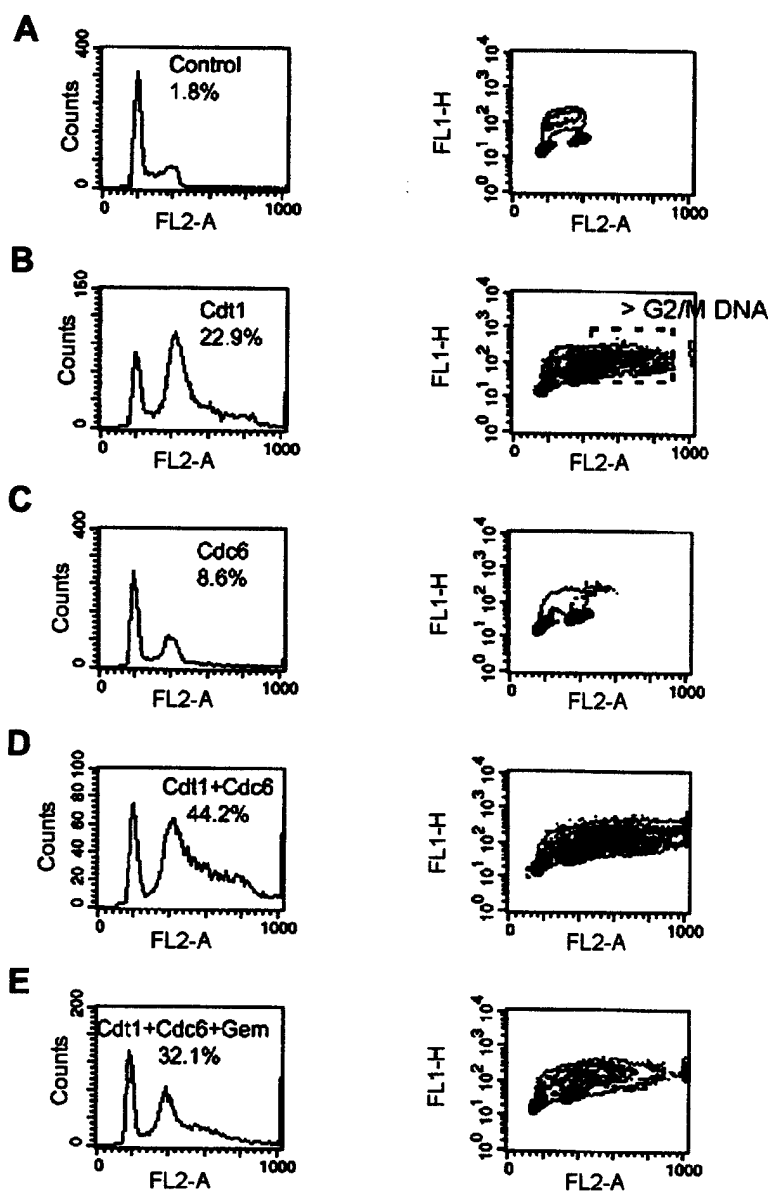 A
400
Counts
0
Control
1.8%
0
1000
FL2-A
FL1-H
10⁰ 10¹ 10² 10³ 10⁴
0
1000
FL2-A
B
150
Counts
0
Cdt1
22.9%
0
1000
FL2-A
> G2/M DNA
FL1-H
10⁰ 10¹ 10² 10³ 10⁴
0
1000
FL2-A
C
400
Counts
0
Cdc6
8.6%
0
1000
FL2-A
FL1-H
10⁰ 10¹ 10² 10³ 10⁴
0
1000
FL2-A
D
Counts
0 20 40 60 80 100
Cdt1+Cdc6
44.2%
0
1000
FL2-A
FL1-H
10⁰ 10¹ 10² 10³ 10⁴
0
1000
FL2-A
E
200
Counts
0
Cdt1+Cdc6+Gem
32.1%
0
1000
FL2-A
FL1-H
10⁰ 10¹ 10² 10³ 10⁴
0
1000
FL2-A